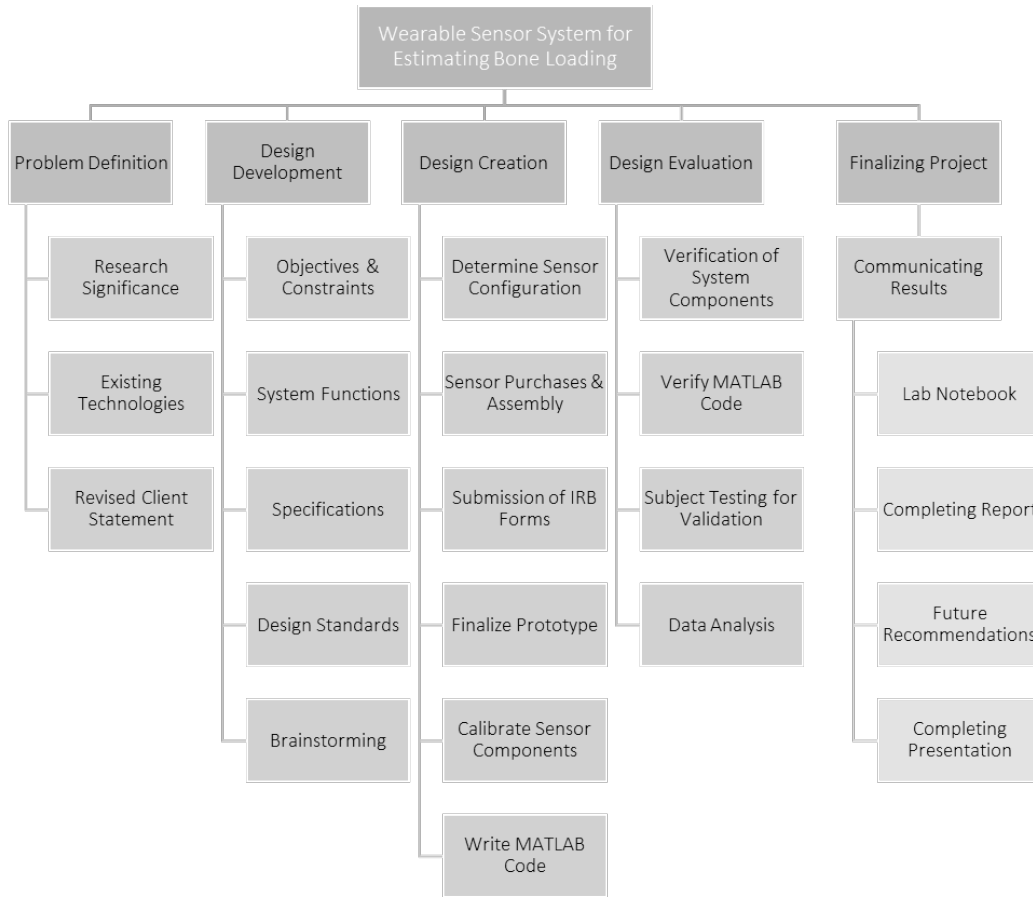 Wearable Sensor System for
Estimating Bone Loading
Problem Definition
Design
Development
Design Creation
Design Evaluation
Finalizing Project
Research
Significance
Existing
Technologies
Revised Client
Statement
Objectives &
Constraints
System Functions
Specifications
Design Standards
Brainstorming
Determine Sensor
Configuration
Sensor Purchases &
Assembly
Submission of IRB
Forms
Finalize Prototype
Calibrate Sensor
Components
Write MATLAB
Code
Verification of
System
Components
Verify MATLAB
Code
Subject Testing for
Validation
Data Analysis
Communicating
Results
Lab Notebook
Completing Report
Future
Recommendations
Completing
Presentation